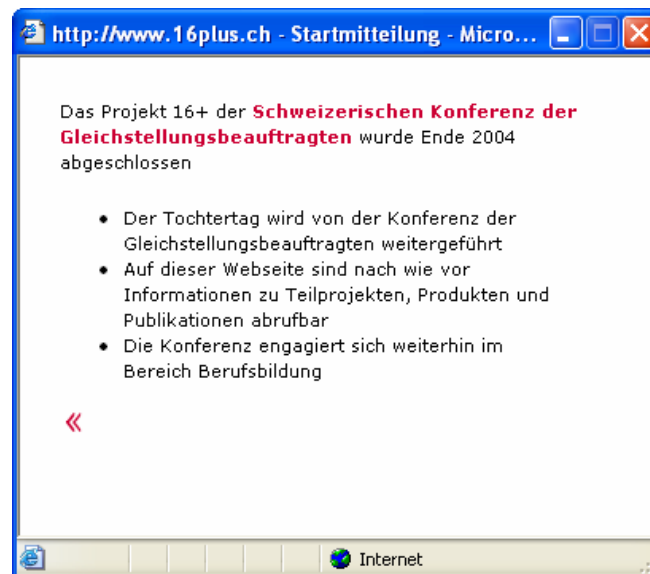 http://www.16plus.ch - Startmitteilung - Micro...
Das Projekt 16+ der Schweizerischen Konferenz der
Gleichstellungsbeauftragten wurde Ende 2004
abgeschlossen
• Der Tochtertag wird von der Konferenz der
Gleichstellungsbeauftragten weitergeführt
• Auf dieser Webseite sind nach wie vor
Informationen zu Teilprojekten, Produkten und
Publikationen abrufbar
• Die Konferenz engagiert sich weiterhin im
Bereich Berufsbildung
«
Internet